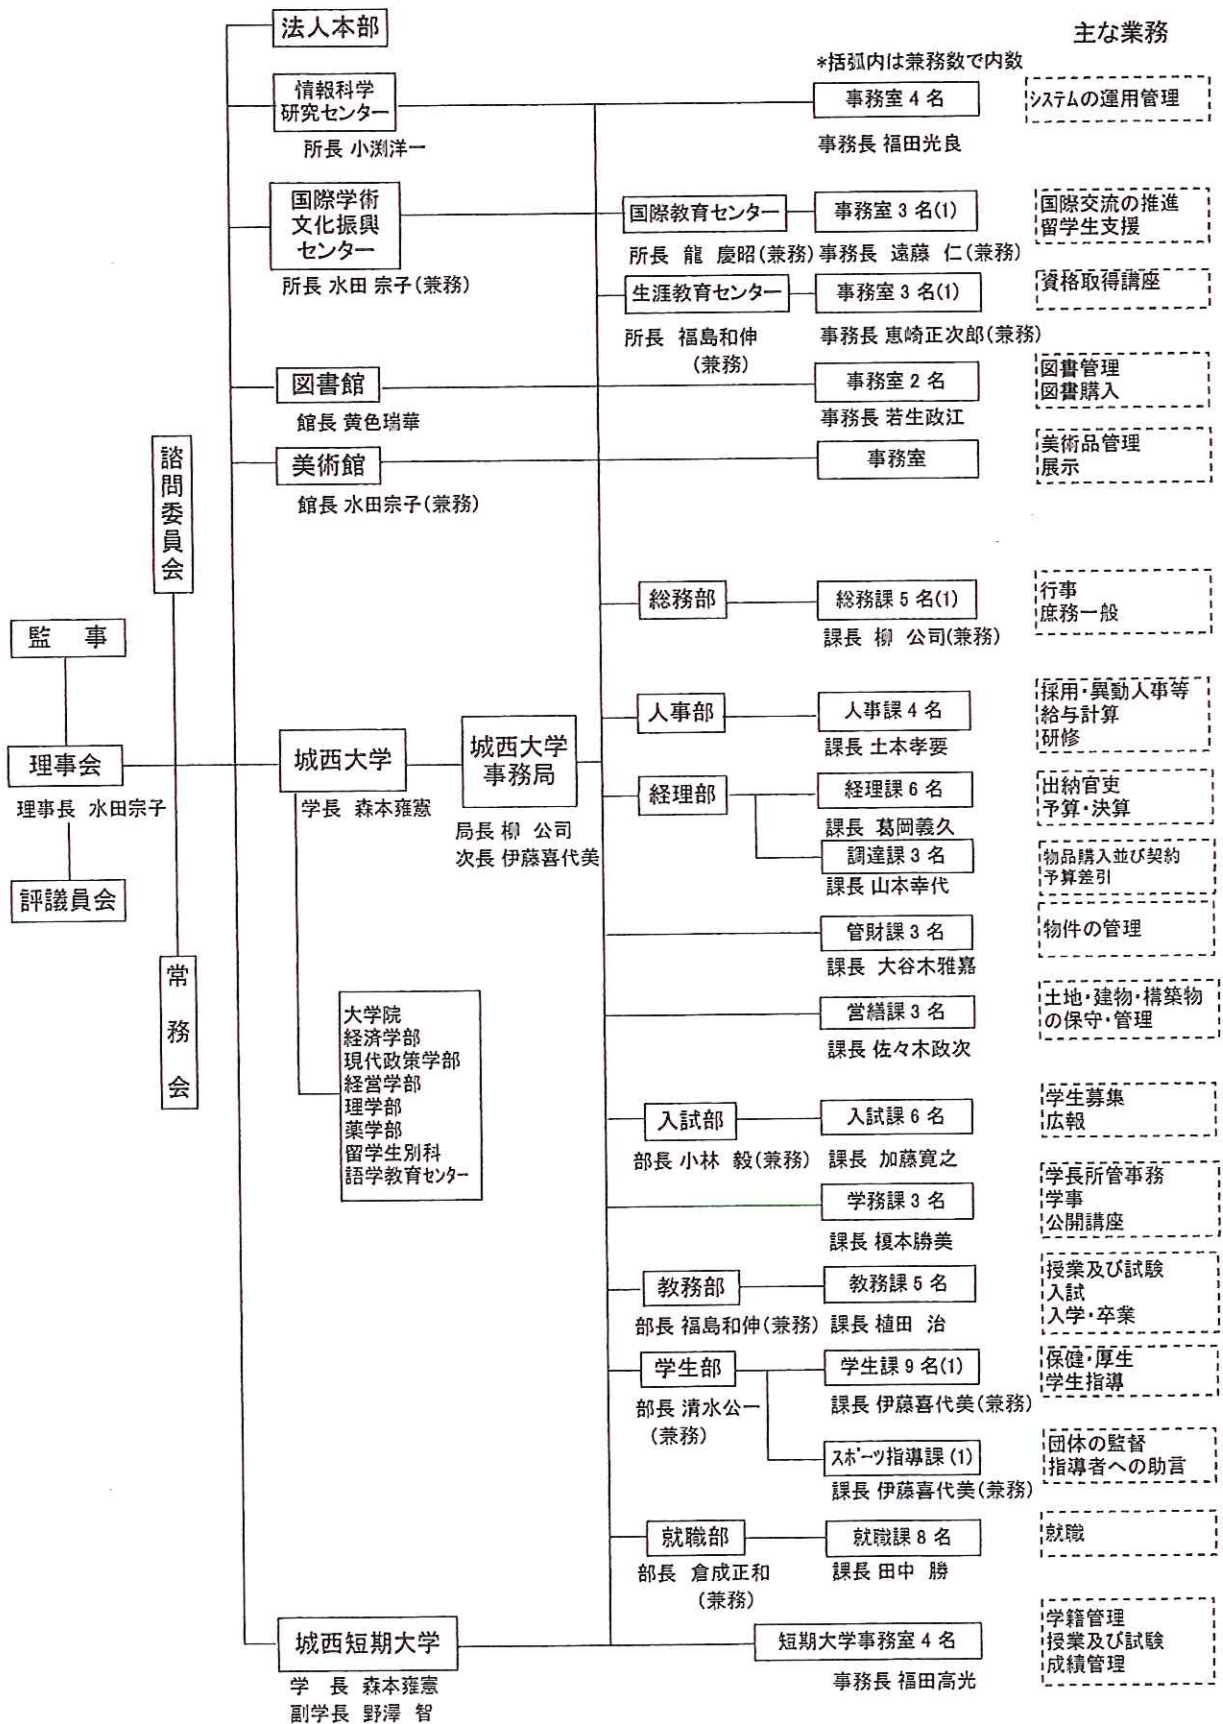 法人本部
主な業務
*括弧内は兼務数で内数
情報科学
研究センター
所長 小渕洋一
事務室 4 名
事務長 福田光良
システムの運用管理
国際学術
文化振興
センター
所長 水田 宗子(兼務)
国際教育センター
所長 龍 慶昭(兼務)
事務室 3 名(1)
事務長 遠藤 仁(兼務)
国際交流の推進
留学生支援
生涯教育センター
所長 福島和伸
(兼務)
事務室 3 名(1)
事務長 恵崎正次郎(兼務)
資格取得講座
図書館
館長 黄色瑞華
事務室 2 名
事務長 若生政江
図書管理
図書購入
美術館
館長 水田宗子(兼務)
事務室
美術品管理
展示
諮問委員会
監 事
理事会
理事長 水田宗子
評議員会
常務会
城西大学
学長 森本雍憲
城西大学
事務局
局長 柳 公司
次長 伊藤喜代美
大学院
経済学部
現代政策学部
経営学部
理学部
薬学部
留学生別科
語学教育センター
総務部
総務課 5 名(1)
課長 柳 公司(兼務)
行事
庶務一般
人事部
人事課 4 名
課長 土本孝要
採用・異動人事等
給与計算
研修
経理部
経理課 6 名
課長 葛岡義久
出納官吏
予算・決算
調達課 3 名
課長 山本幸代
物品購入並び契約
予算差引
管財課 3 名
課長 大谷木雅嘉
物件の管理
営繕課 3 名
課長 佐々木政次
土地・建物・構築物
の保守・管理
入試部
部長 小林 毅(兼務)
入試課 6 名
課長 加藤寛之
学生募集
広報
学務課 3 名
課長 榎本勝美
学長所管事務
学事
公開講座
教務部
部長 福島和伸(兼務)
教務課 5 名
課長 植田 治
授業及び試験
入試
入学・卒業
学生部
部長 清水公一
(兼務)
学生課 9 名(1)
課長 伊藤喜代美(兼務)
保健・厚生
学生指導
スポーツ指導課 (1)
課長 伊藤喜代美(兼務)
団体の監督
指導者への助言
就職部
部長 倉成正和
(兼務)
就職課 8 名
課長 田中 勝
就職
城西短期大学
学 長 森本雍憲
副学長 野澤 智
短期大学事務室 4 名
事務長 福田高光
学籍管理
授業及び試験
成績管理